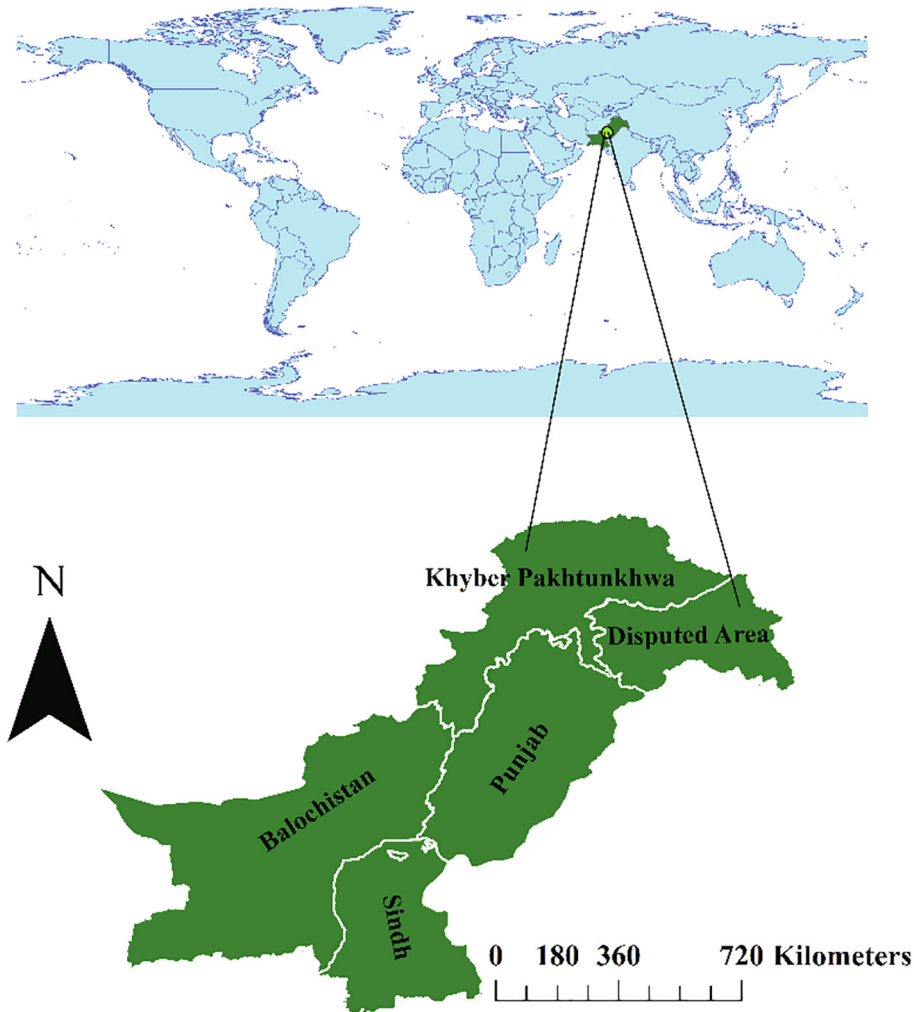 Khyber Pakhtunkhwa
N
Disputed Area
Punjab
Balochistan
Sindh
0 180 360 720 Kilometers